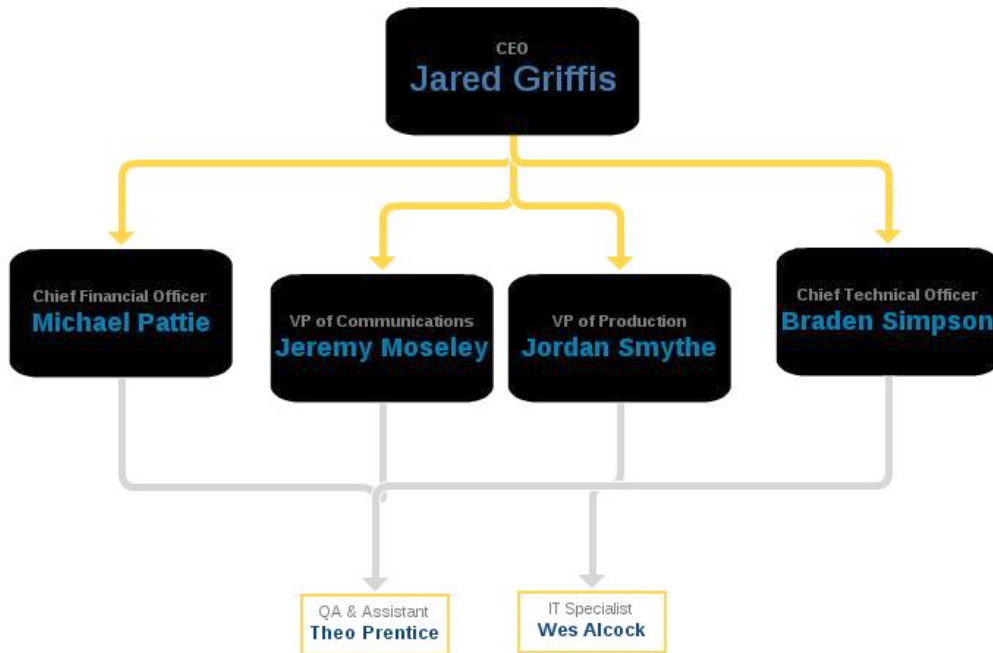 CEO
Jared Griffis
Chief Financial Officer
Michael Pattie
VP of Communications
Jeremy Moseley
VP of Production
Jordan Smythe
Chief Technical Officer
Braden Simpson
QA & Assistant
Theo Prentice
IT Specialist
Wes Alcock